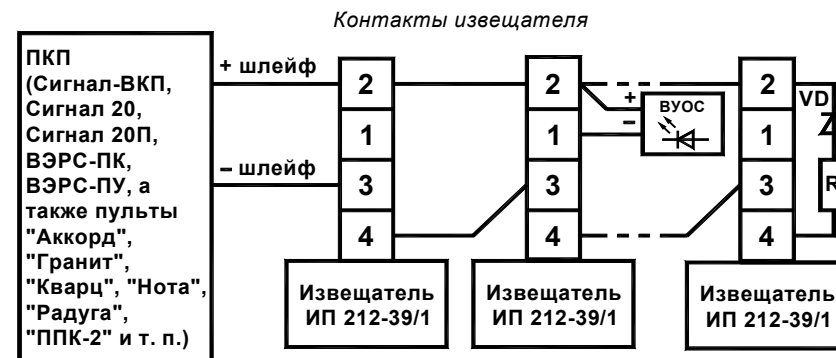 Контакты извещателя
ПКП
(Сигнал-ВКП,
Сигнал 20,
Сигнал 20П,
ВЭРС-ПК,
ВЭРС-ПУ, а
также пульты
"Аккорд",
"Гранит",
"Кварц", "Нота",
"Радуга",
"ППК-2" и т. п.)
+ шлейф
– шлейф
2
1
3
4
Извещатель
ИП 212-39/1
2
1
3
4
Извещатель
ИП 212-39/1
+
–
ВУОС
2
1
3
4
Извещатель
ИП 212-39/1
VD
R